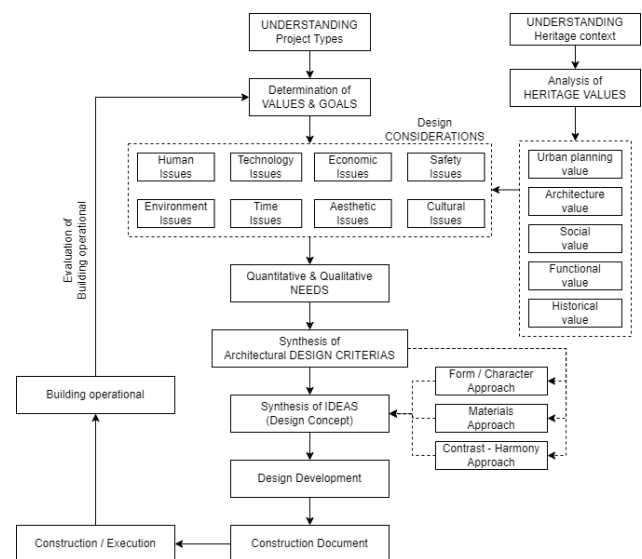 UNDERSTANDING
Project Types
UNDERSTANDING
Heritage context
Determination of
VALUES & GOALS
Analysis of
HERITAGE VALUES
Design
CONSIDERATIONS
Human
Issues
Technology
Issues
Economic
Issues
Safety
Issues
Environment
Issues
Time
Issues
Aesthetic
Issues
Cultural
Issues
Urban planning
value
Architecture
value
Social
value
Functional
value
Historical
value
Evaluation of
Building operational
Quantitative & Qualitative
NEEDS
Synthesis of
Architectural DESIGN CRITERIAS
Form / Character
Approach
Materials
Approach
Contrast - Harmony
Approach
Building operational
Synthesis of IDEAS
(Design Concept)
Design Development
Construction / Execution
Construction Document